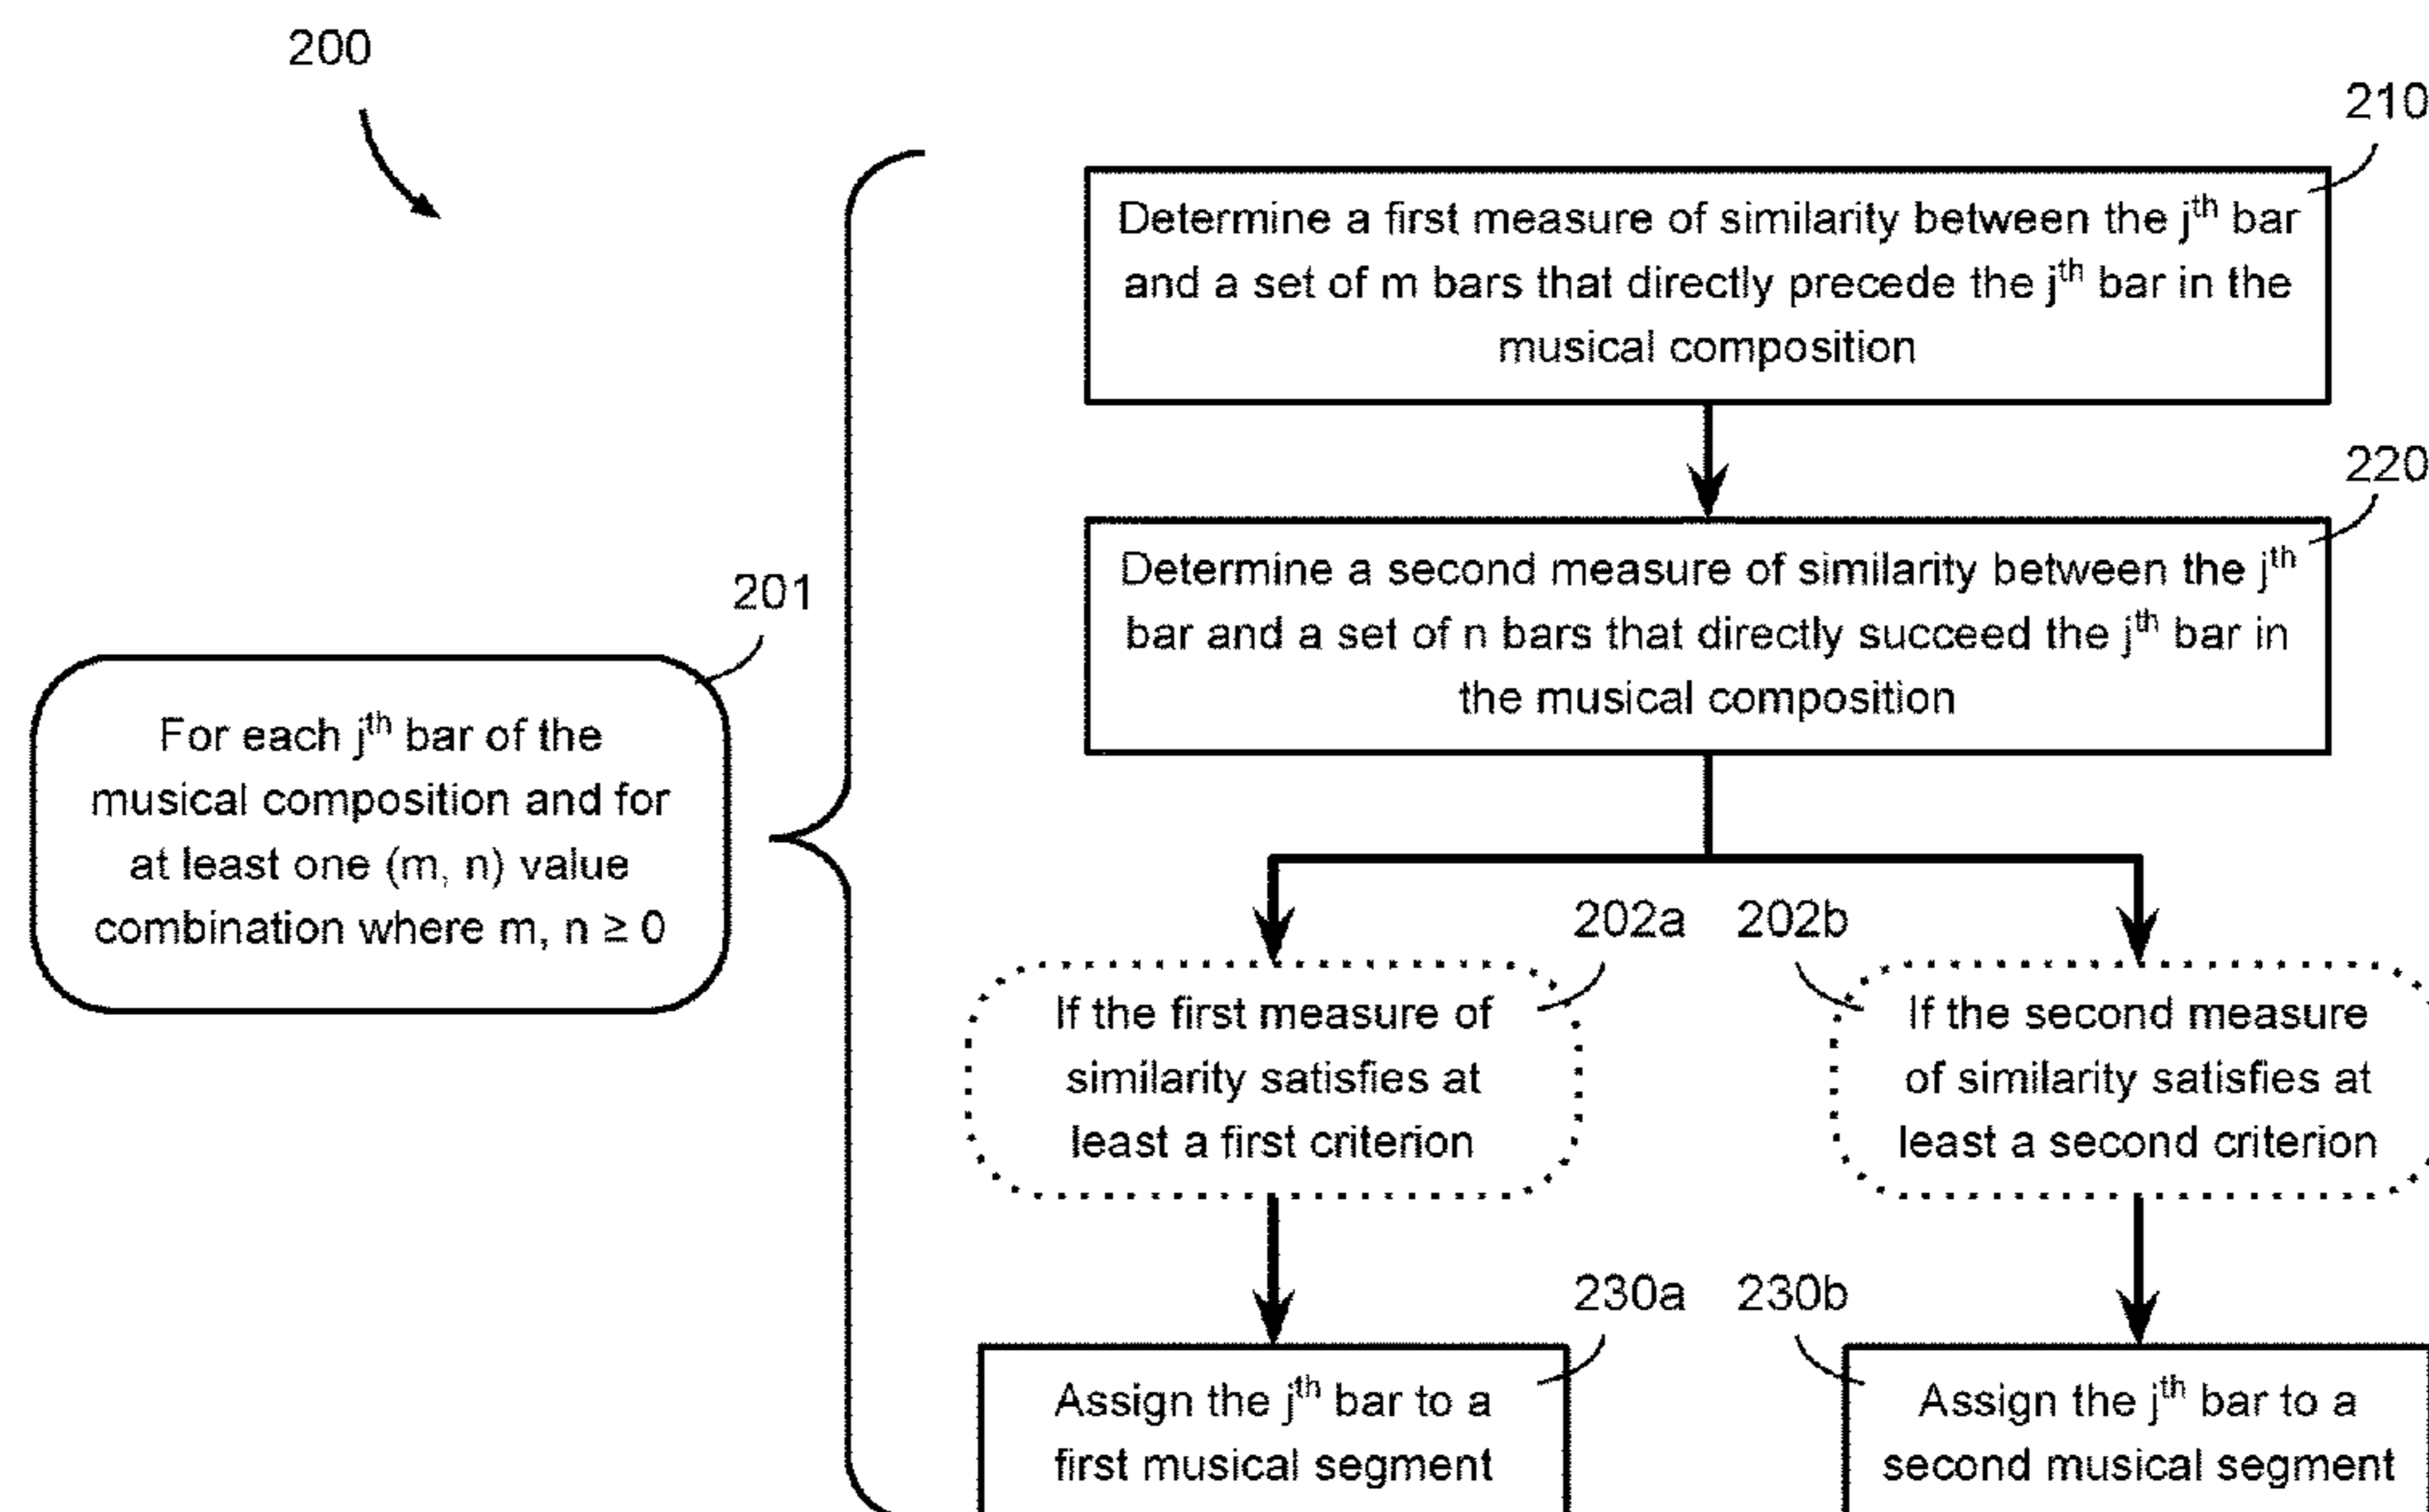 200
210
Determine a first measure of similarity between the jth bar
and a set of m bars that directly precede the jth bar in the
musical composition
220
Determine a second measure of similarity between the jth
bar and a set of n bars that directly succeed the jth bar in
the musical composition
201
For each jth bar of the
musical composition and for
at least one (m, n) value
combination where m, n ≥ 0
202a
If the first measure of
similarity satisfies at
least a first criterion
202b
If the second measure
of similarity satisfies at
least a second criterion
230a
Assign the jth bar to a
first musical segment
230b
Assign the jth bar to a
second musical segment